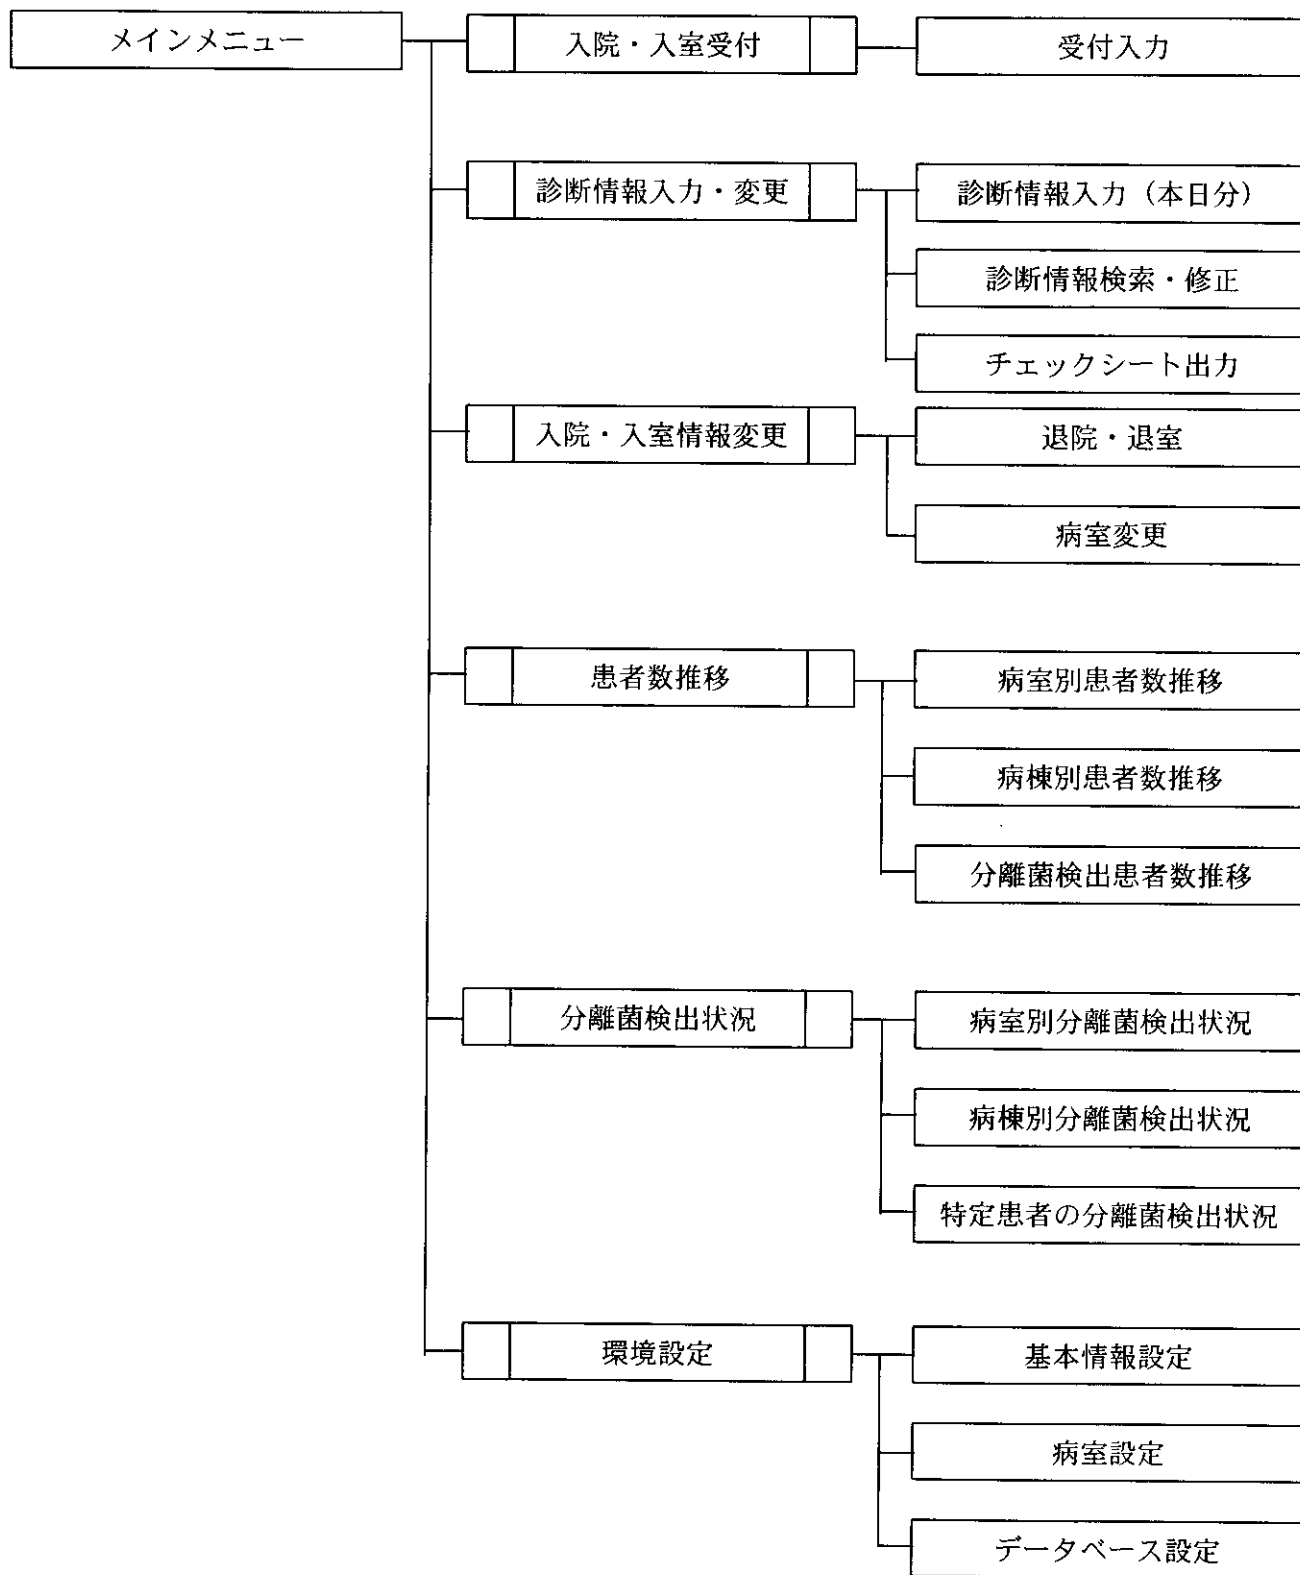 メインメニュー
入院・入室受付
受付入力
診断情報入力・変更
診断情報入力（本日分）
診断情報検索・修正
チェックシート出力
入院・入室情報変更
退院・退室
病室変更
患者数推移
病室別患者数推移
病棟別患者数推移
分離菌検出患者数推移
分離菌検出状況
病室別分離菌検出状況
病棟別分離菌検出状況
特定患者の分離菌検出状況
環境設定
基本情報設定
病室設定
データベース設定